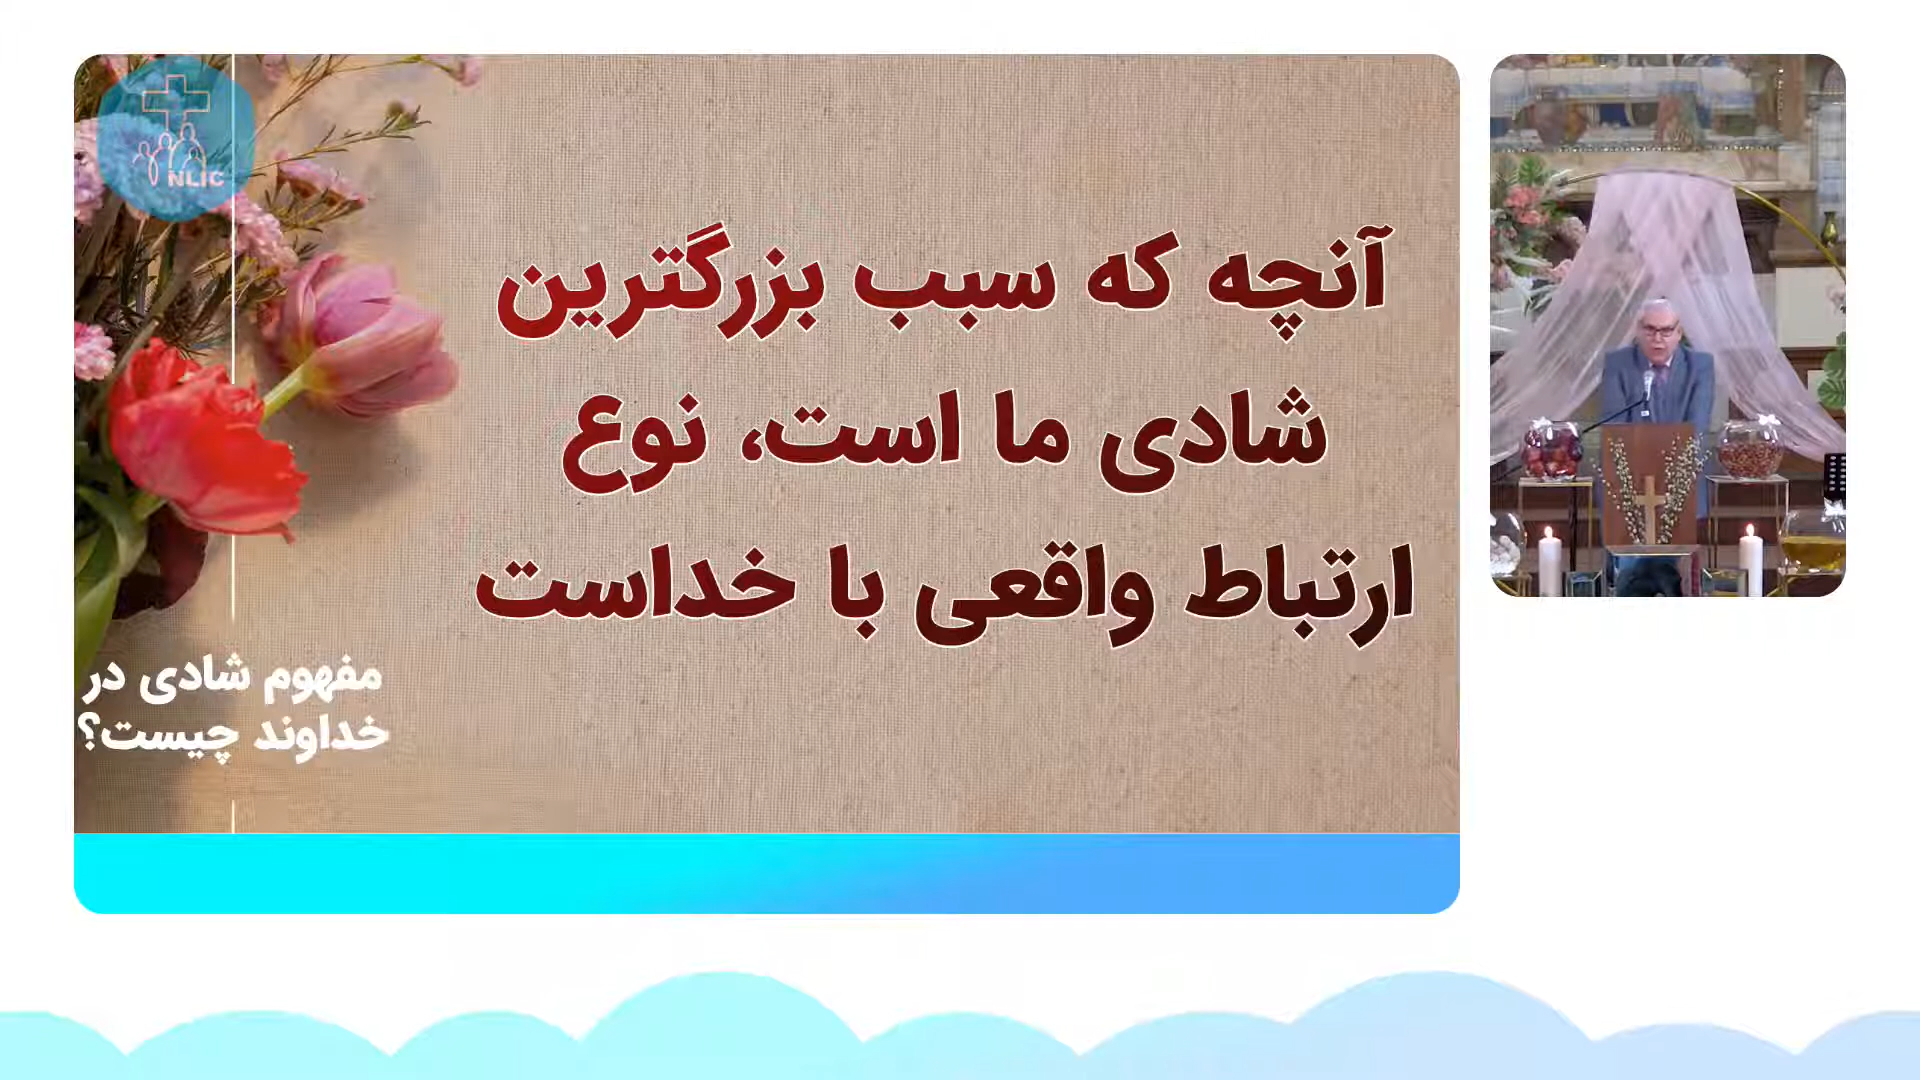 NLIC
آنچه که سبب بزرگترین
شادی ما است، نوع
ارتباط واقعی با خداست
مفهوم شادی در
خداوند چیست؟